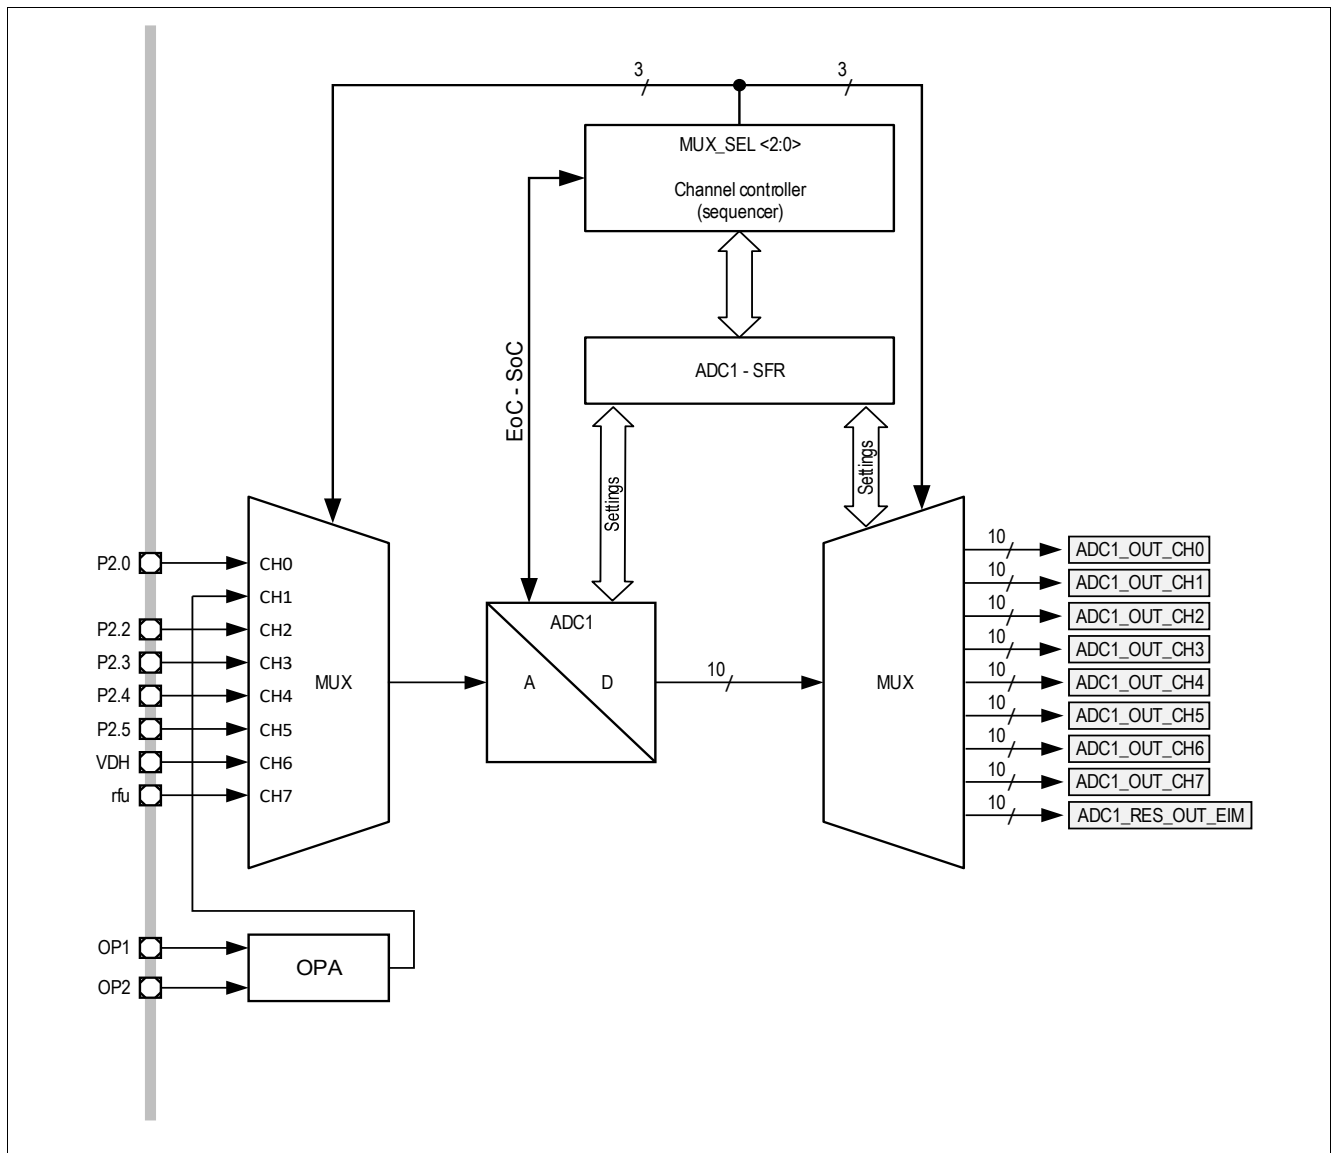 3
3
MUX_SEL <2:0>
Channel controller
(sequencer)
EoC - SoC
ADC1 - SFR
Settings
Settings
P2.0
P2.2
P2.3
P2.4
P2.5
VDH
rfu
CH0
CH1
CH2
CH3
CH4
CH5
CH6
CH7
MUX
ADC1
A
D
10
MUX
10
ADC1_OUT_CH0
10
ADC1_OUT_CH1
10
ADC1_OUT_CH2
10
ADC1_OUT_CH3
10
ADC1_OUT_CH4
10
ADC1_OUT_CH5
10
ADC1_OUT_CH6
10
ADC1_OUT_CH7
10
ADC1_RES_OUT_EIM
OP1
OP2
OPA